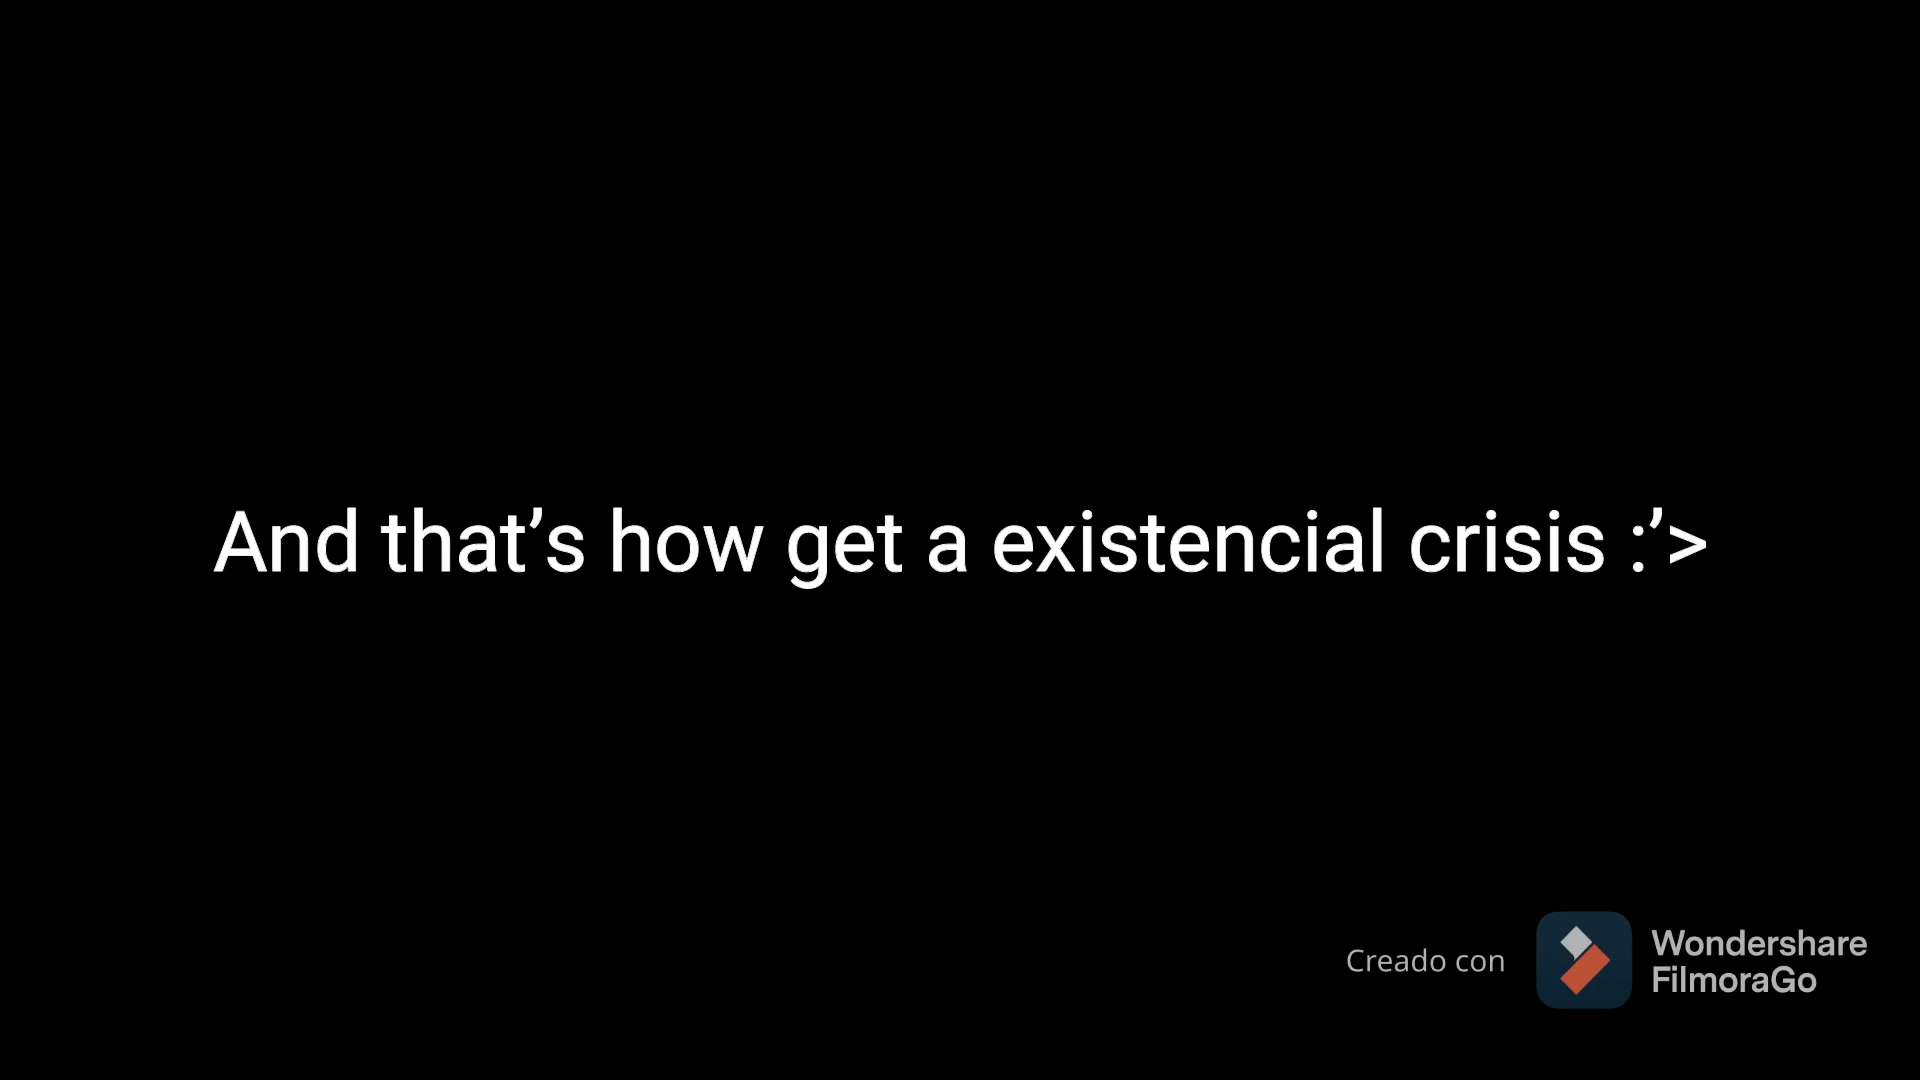 And that’s how get a existencial crisis :’>
Creado con
Wondershare
FilmoraGo